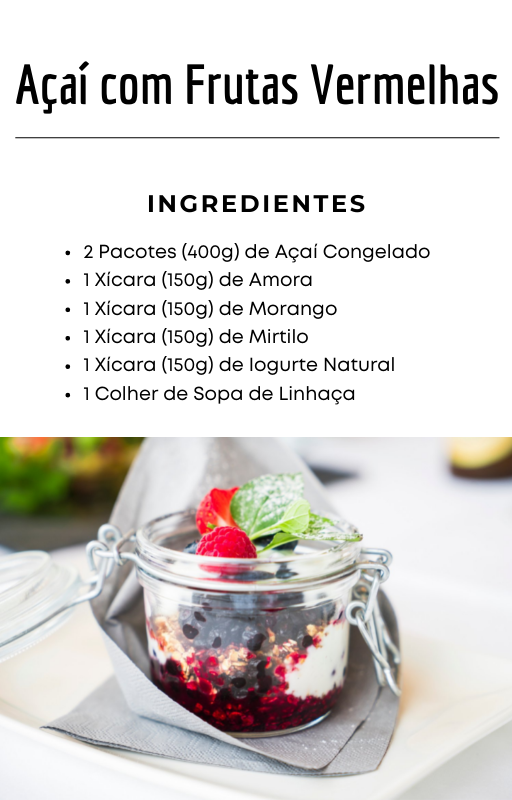 Açaí com Frutas Vermelhas
INGREDIENTES
• 2 Pacotes (400g) de Açaí Congelado
• 1 Xícara (150g) de Amora
• 1 Xícara (150g) de Morango
• 1 Xícara (150g) de Mirtilo
• 1 Xícara (150g) de Iogurte Natural
• 1 Colher de Sopa de Linhaça